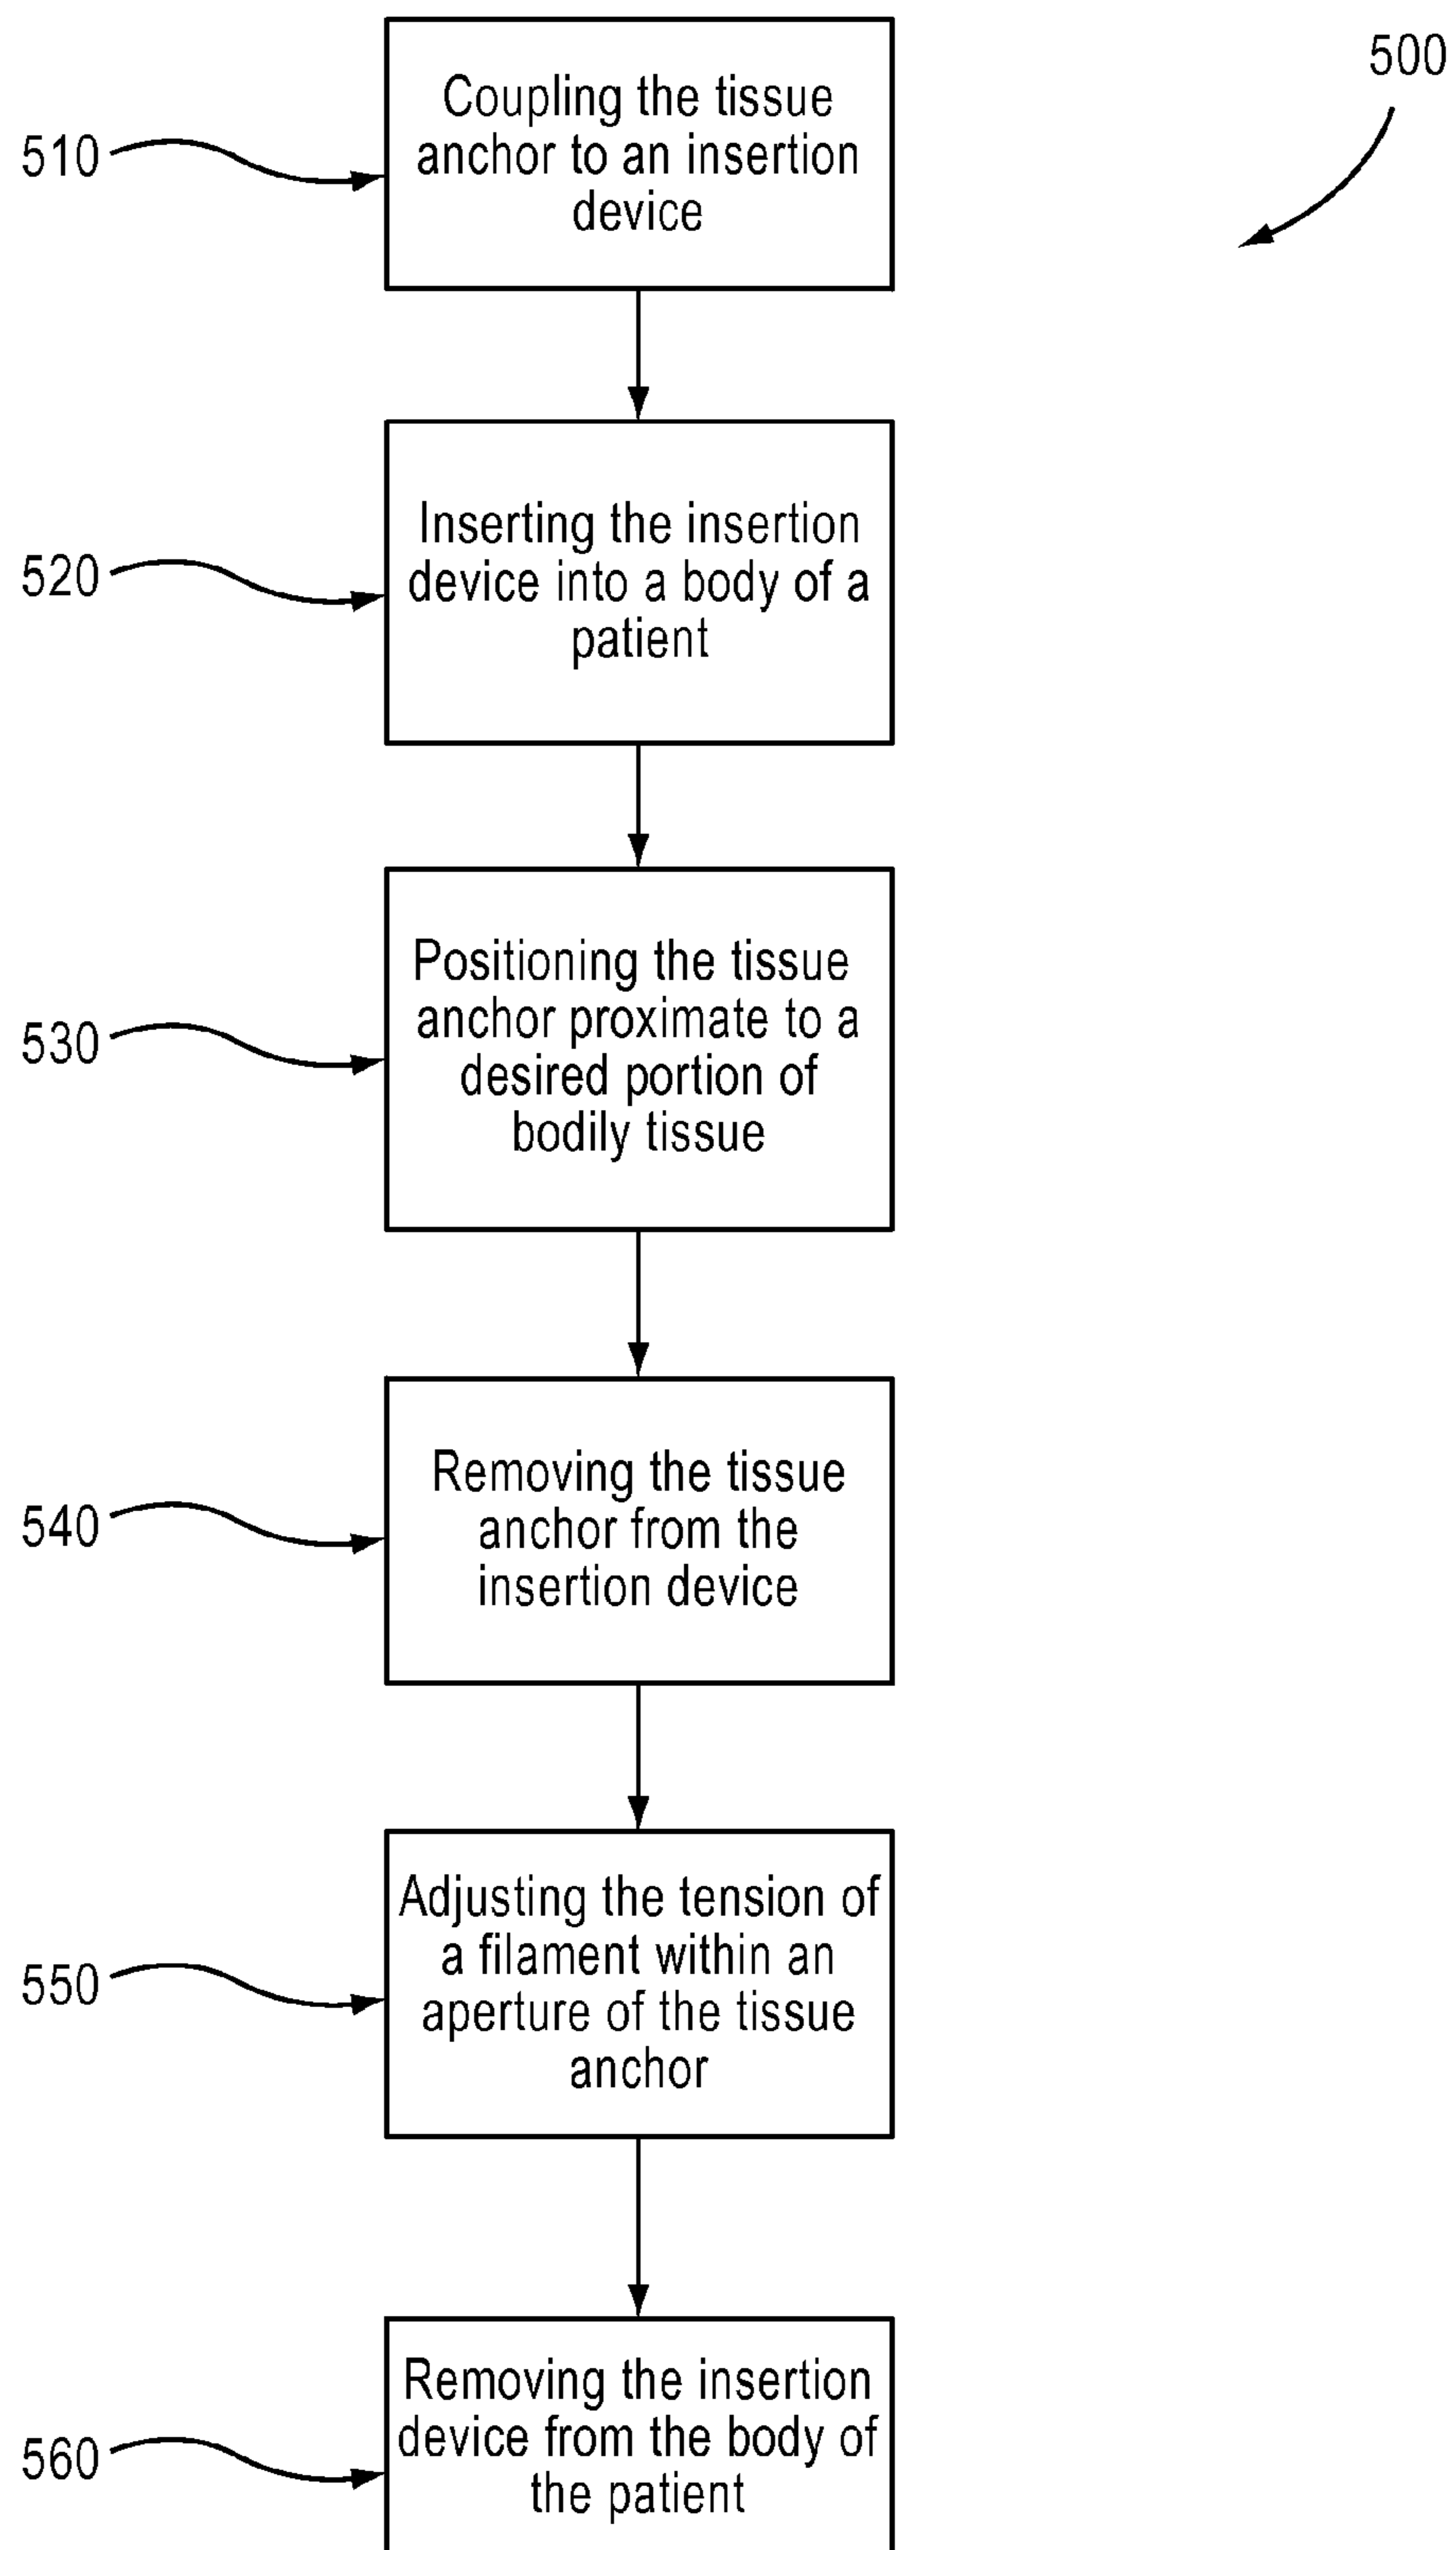 500
510
Coupling the tissue
anchor to an insertion
device
520
Inserting the insertion
device into a body of a
patient
530
Positioning the tissue
anchor proximate to a
desired portion of
bodily tissue
540
Removing the tissue
anchor from the
insertion device
550
Adjusting the tension of
a filament within an
aperture of the tissue
anchor
560
Removing the insertion
device from the body of
the patient